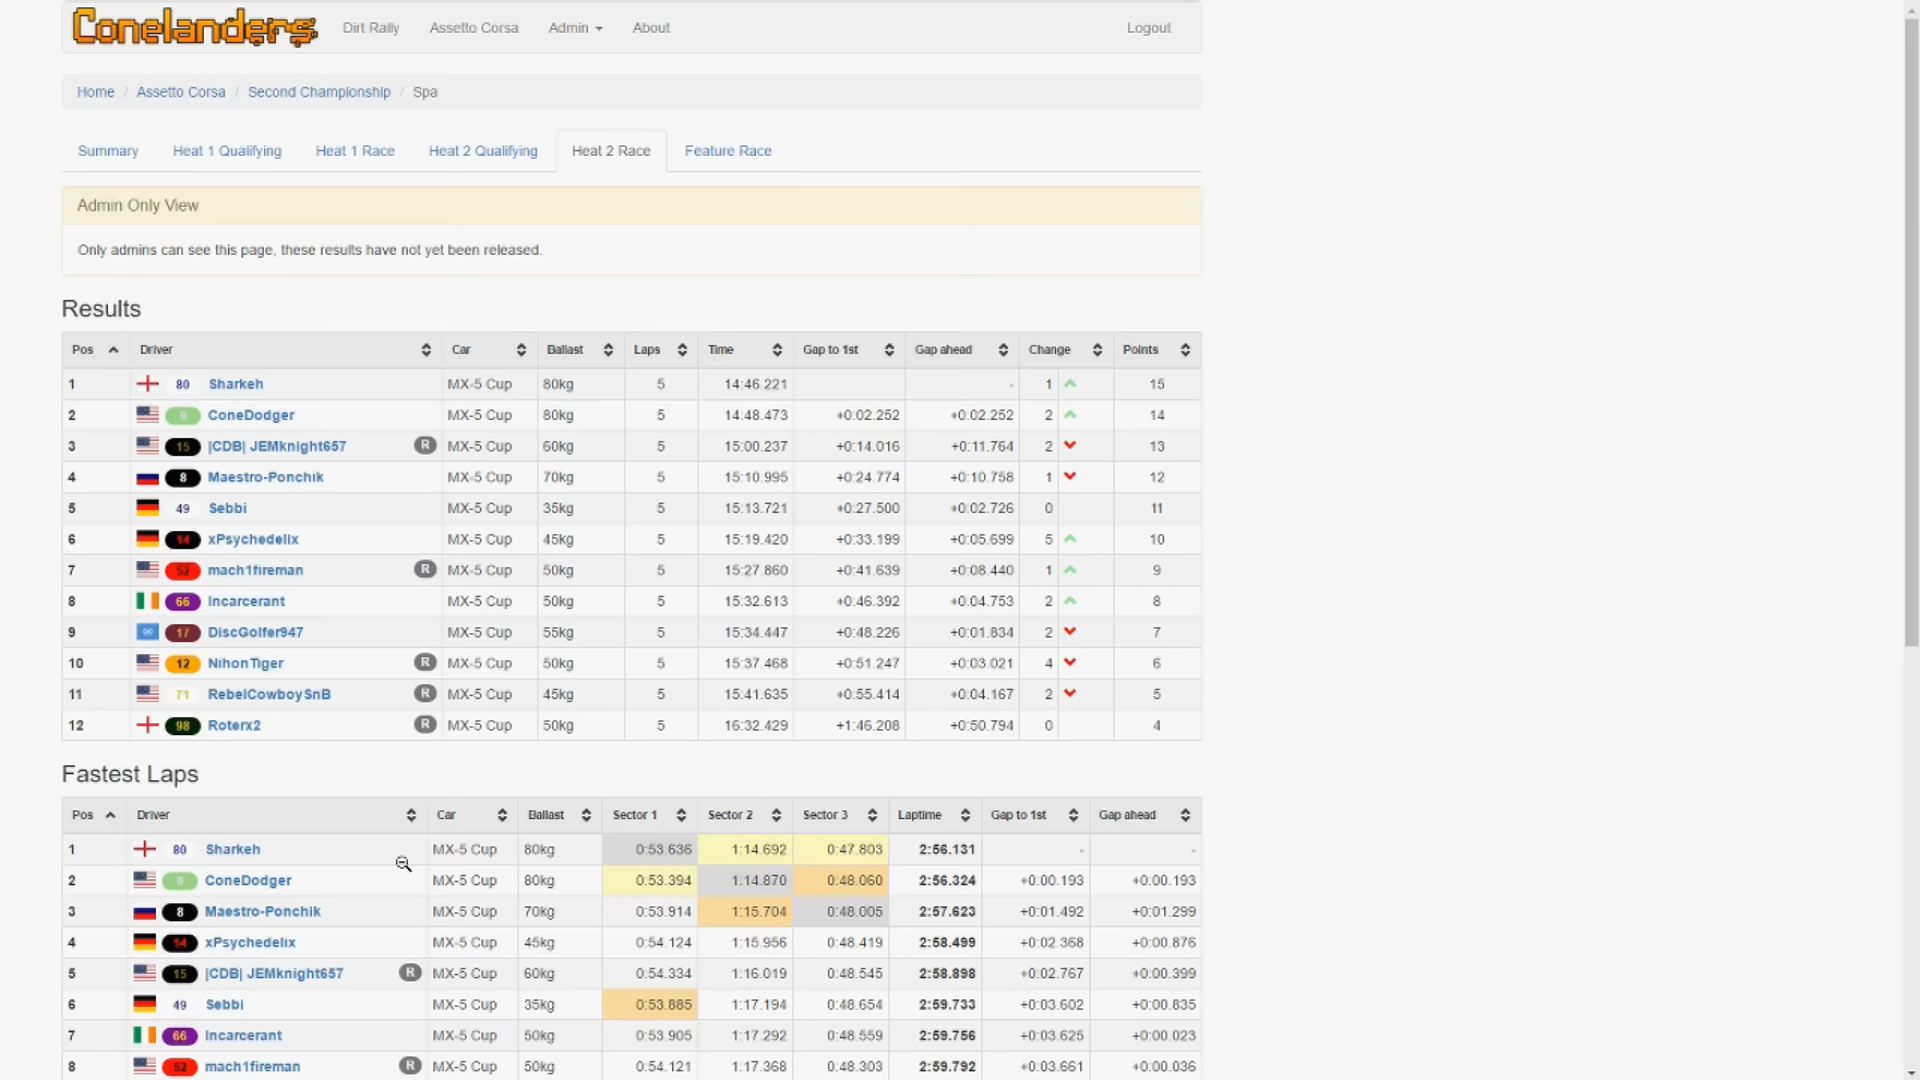 Conelanders Dirt Rally Assetto Corsa Admin About Logout
Home / Assetto Corsa / Second Championship / Spa
Summary Heat 1 Qualifying Heat 1 Race Heat 2 Qualifying Heat 2 Race Feature Race
Admin Only View
Only admins can see this page, these results have not yet been released.
Results
Pos Driver Car Ballast Laps Time Gap to 1st Gap ahead Change Points
1 80 Sharkeh MX-5 Cup 80kg 5 14:46.221 - 1 15
2 9 ConeDodger MX-5 Cup 80kg 5 14:48.473 +0:02.252 +0:02.252 2 14
3 15 |CDB| JEMknight657 R MX-5 Cup 60kg 5 15:00.237 +0:14.016 +0:11.764 2 13
4 8 Maestro-Ponchik MX-5 Cup 70kg 5 15:10.995 +0:24.774 +0:10.758 1 12
5 49 Sebbi MX-5 Cup 35kg 5 15:13.721 +0:27.500 +0:02.726 0 11
6 14 xPsychedelix MX-5 Cup 45kg 5 15:19.420 +0:33.199 +0:05.699 5 10
7 52 mach1fireman R MX-5 Cup 50kg 5 15:27.860 +0:41.639 +0:08.440 1 9
8 66 Incarcerant MX-5 Cup 50kg 5 15:32.613 +0:46.392 +0:04.753 2 8
9 17 DiscGolfer947 MX-5 Cup 55kg 5 15:34.447 +0:48.226 +0:01.834 2 7
10 12 NihonTiger R MX-5 Cup 50kg 5 15:37.468 +0:51.247 +0:03.021 4 6
11 71 RebelCowboySnB R MX-5 Cup 45kg 5 15:41.635 +0:55.414 +0:04.167 2 5
12 98 Roterx2 R MX-5 Cup 50kg 5 16:32.429 +1:46.208 +0:50.794 0 4
Fastest Laps
Pos Driver Car Ballast Sector 1 Sector 2 Sector 3 Laptime Gap to 1st Gap ahead
1 80 Sharkeh MX-5 Cup 80kg 0:53.636 1:14.692 0:47.803 2:56.131 - -
2 9 ConeDodger MX-5 Cup 80kg 0:53.394 1:14.870 0:48.060 2:56.324 +0:00.193 +0:00.193
3 8 Maestro-Ponchik MX-5 Cup 70kg 0:53.914 1:15.704 0:48.005 2:57.623 +0:01.492 +0:01.299
4 14 xPsychedelix MX-5 Cup 45kg 0:54.124 1:15.956 0:48.419 2:58.499 +0:02.368 +0:00.876
5 15 |CDB| JEMknight657 R MX-5 Cup 60kg 0:54.334 1:16.019 0:48.545 2:58.898 +0:02.767 +0:00.399
6 49 Sebbi MX-5 Cup 35kg 0:53.885 1:17.194 0:48.654 2:59.733 +0:03.602 +0:00.835
7 66 Incarcerant MX-5 Cup 50kg 0:53.905 1:17.292 0:48.559 2:59.756 +0:03.625 +0:00.023
8 52 mach1fireman R MX-5 Cup 50kg 0:54.121 1:17.368 0:48.303 2:59.792 +0:03.661 +0:00.036